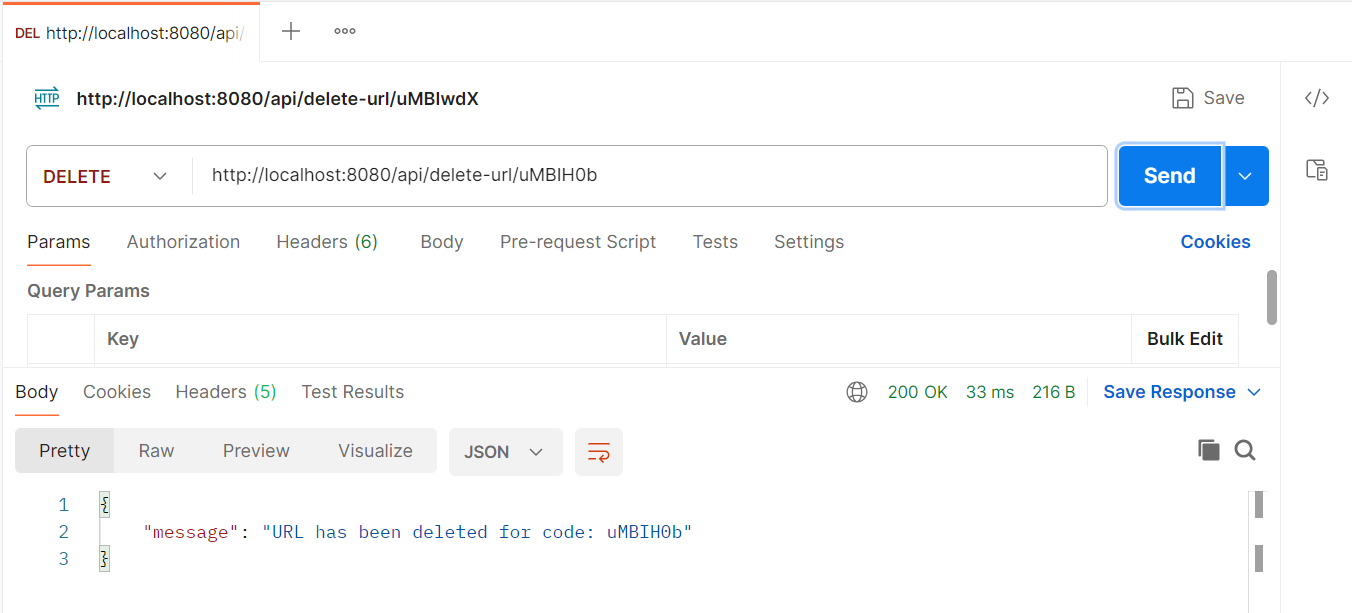 DEL http://localhost:8080/api/
HTTP http://localhost:8080/api/delete-url/uMBIwdX
Save
DELETE http://localhost:8080/api/delete-url/uMBIH0b Send
Params Authorization Headers (6) Body Pre-request Script Tests Settings Cookies
Query Params
Key Value Bulk Edit
Body Cookies Headers (5) Test Results 200 OK 33 ms 216 B Save Response
Pretty Raw Preview Visualize JSON
1 {
2 "message": "URL has been deleted for code: uMBIH0b"
3 }